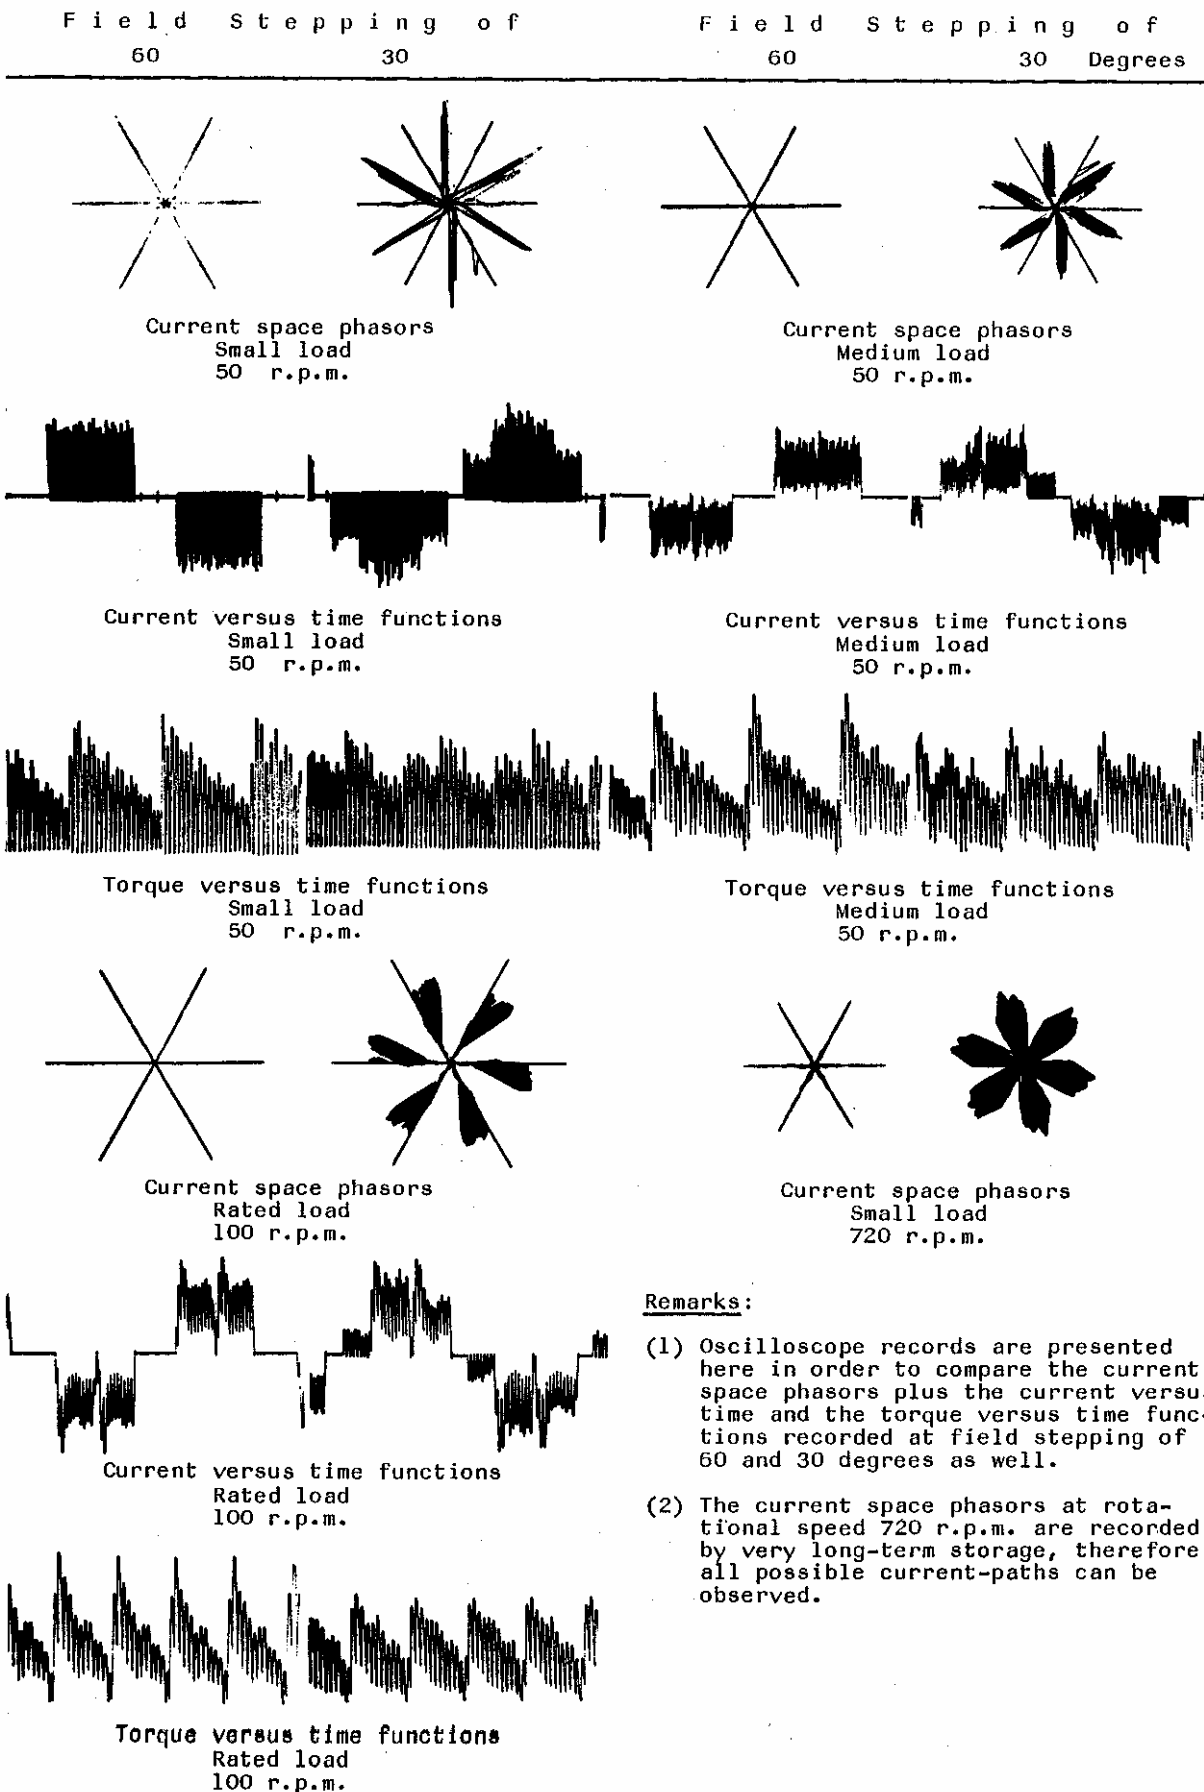 Field Stepping of
60 30
Field Stepping of
60 30 Degrees
Current space phasors
Small load
50 r.p.m.
Current space phasors
Medium load
50 r.p.m.
Current versus time functions
Small load
50 r.p.m.
Current versus time functions
Medium load
50 r.p.m.
Torque versus time functions
Small load
50 r.p.m.
Torque versus time functions
Medium load
50 r.p.m.
Current space phasors
Rated load
100 r.p.m.
Current space phasors
Small load
720 r.p.m.
Current versus time functions
Rated load
100 r.p.m.
Torque versus time functions
Rated load
100 r.p.m.
Remarks:
(1) Oscilloscope records are presented
here in order to compare the current
space phasors plus the current versu
time and the torque versus time func-
tions recorded at field stepping of
60 and 30 degrees as well.
(2) The current space phasors at rota-
tional speed 720 r.p.m. are recorded
by very long-term storage, therefore
all possible current-paths can be
observed.